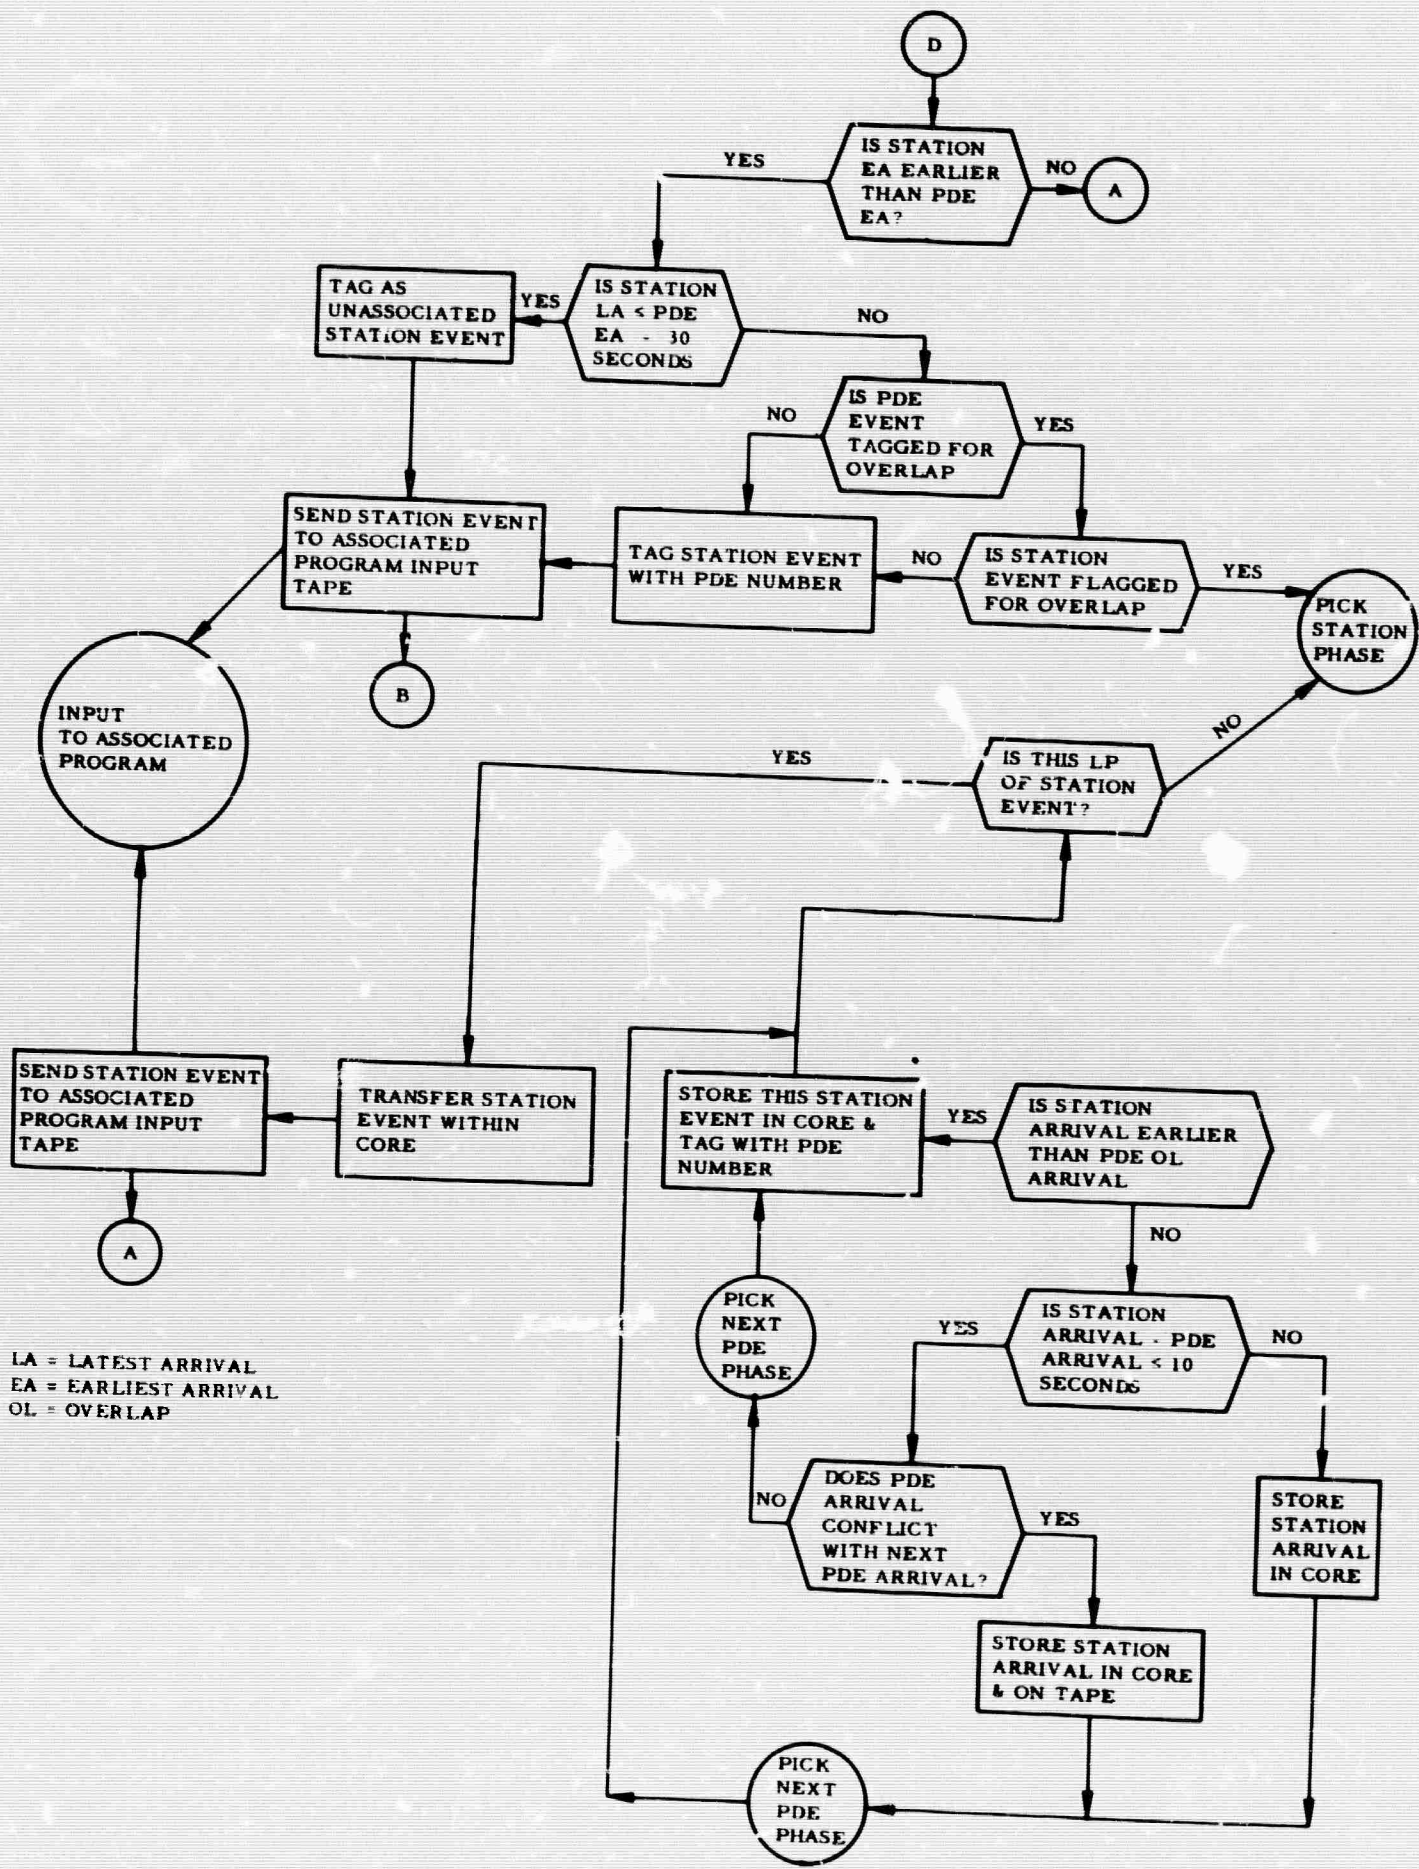 D
IS STATION
EA EARLIER
THAN PDE
EA?
YES
NO
A
TAG AS
UNASSOCIATED
STATION EVENT
YES
IS STATION
LA < PDE
EA - 30
SECONDS
NO
IS PDE
EVENT
TAGGED FOR
OVERLAP
NO
YES
SEND STATION EVENT
TO ASSOCIATED
PROGRAM INPUT
TAPE
TAG STATION EVENT
WITH PDE NUMBER
NO
IS STATION
EVENT FLAGGED
FOR OVERLAP
YES
PICK
STATION
PHASE
B
INPUT
TO ASSOCIATED
PROGRAM
YES
IS THIS LP
OF STATION
EVENT?
NO
SEND STATION EVENT
TO ASSOCIATED
PROGRAM INPUT
TAPE
TRANSFER STATION
EVENT WITHIN
CORE
STORE THIS STATION
EVENT IN CORE &
TAG WITH PDE
NUMBER
YES
IS STATION
ARRIVAL EARLIER
THAN PDE OL
ARRIVAL
A
NO
PICK
NEXT
PDE
PHASE
YES
IS STATION
ARRIVAL - PDE
ARRIVAL < 10
SECONDS
NO
LA = LATEST ARRIVAL
EA = EARLIEST ARRIVAL
OL = OVERLAP
NO
DOES PDE
ARRIVAL
CONFLICT
WITH NEXT
PDE ARRIVAL?
YES
STORE
STATION
ARRIVAL
IN CORE
STORE STATION
ARRIVAL IN CORE
& ON TAPE
PICK
NEXT
PDE
PHASE